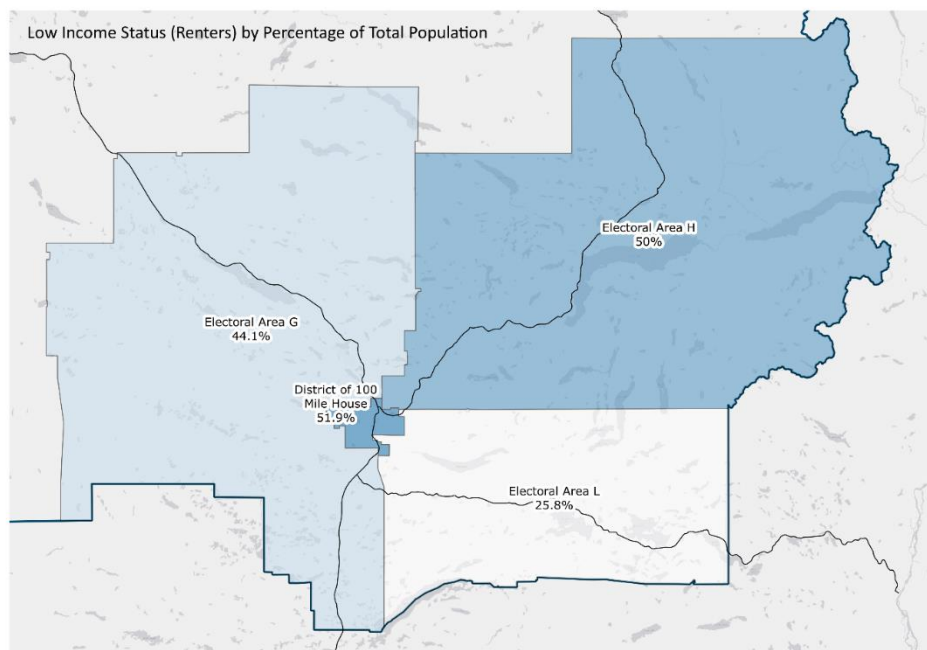 Low Income Status (Renters) by Percentage of Total Population
Electoral Area H
50%
Electoral Area G
44.1%
District of 100
Mile House
51.9%
Electoral Area L
25.8%